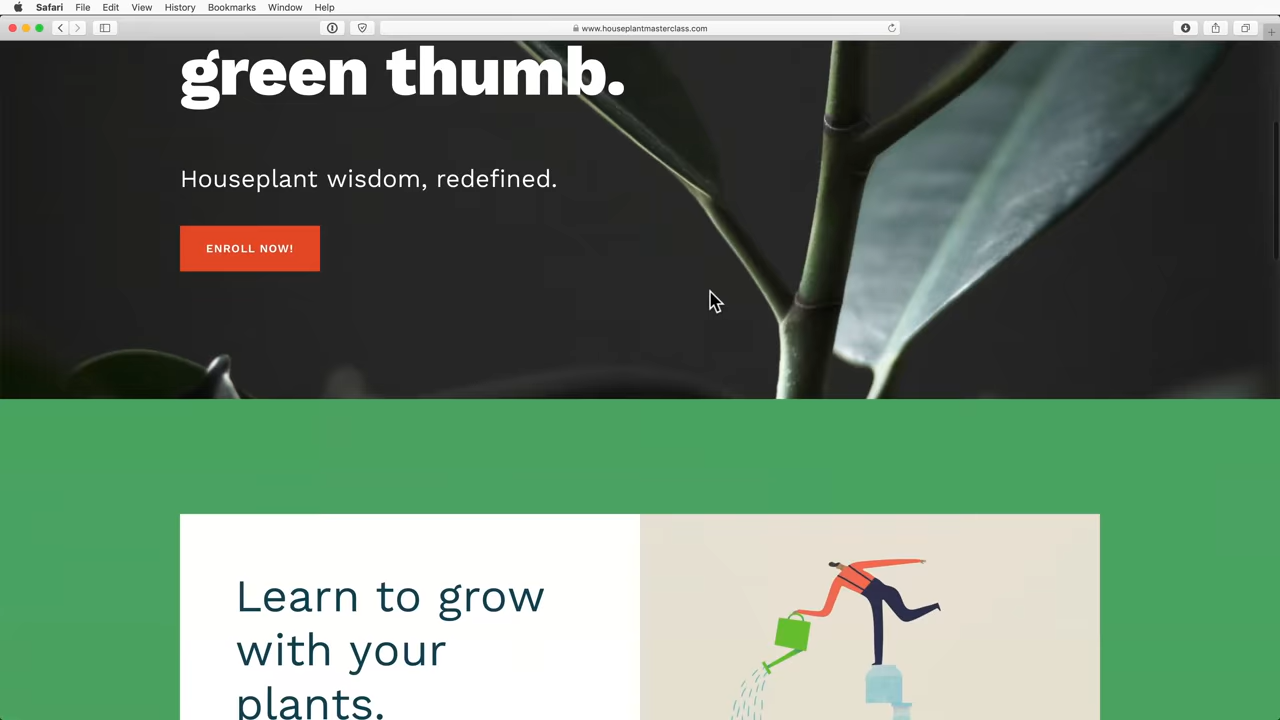 Safari File Edit View History Bookmarks Window Help
www.houseplantmasterclass.com
green thumb.
Houseplant wisdom, redefined.
ENROLL NOW!
Learn to grow
with your
plants.